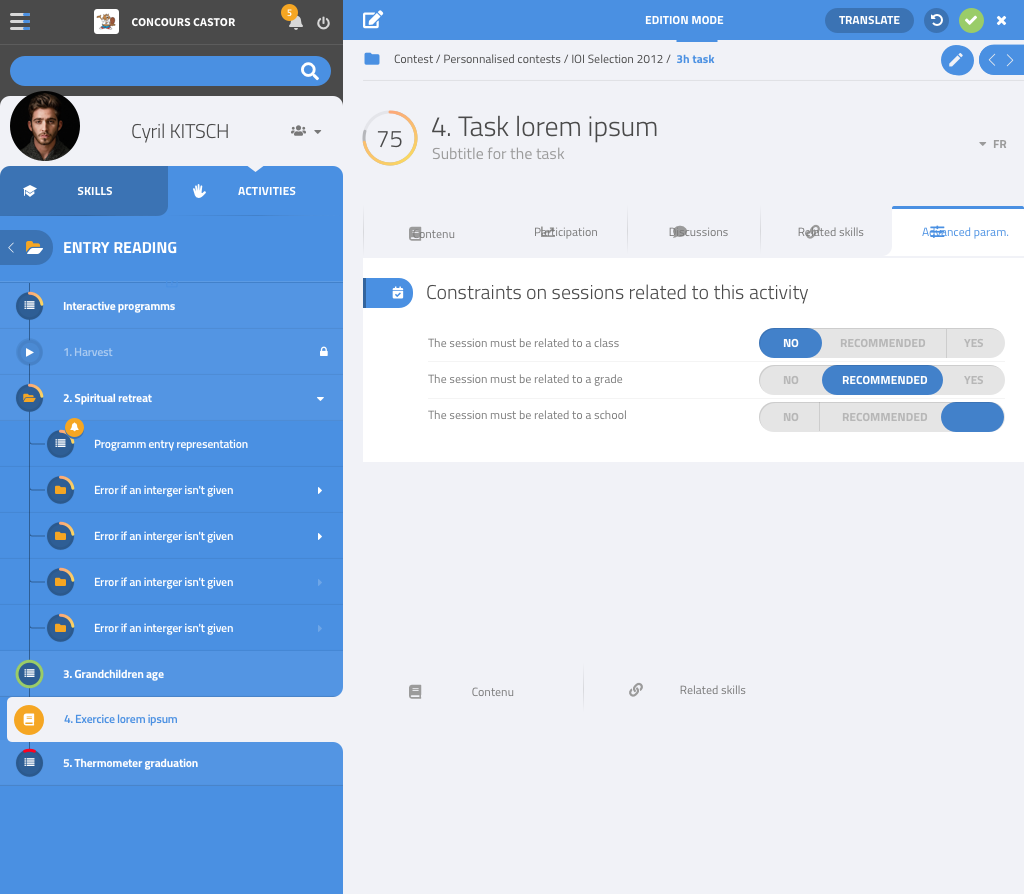 CONCOURS CASTOR
5
EDITION MODE
TRANSLATE
Contest / Personnalised contests / IOI Selection 2012 / 3h task
Cyril KITSCH
75
4. Task lorem ipsum
Subtitle for the task
FR
SKILLS
ACTIVITIES
ENTRY READING
Contenu
Participation
Discussions
Related skills
Advanced param.
Interactive programms
1. Harvest
2. Spiritual retreat
Programm entry representation
Error if an interger isn't given
Error if an interger isn't given
Error if an interger isn't given
Error if an interger isn't given
3. Grandchildren age
4. Exercice lorem ipsum
5. Thermometer graduation
Constraints on sessions related to this activity
The session must be related to a class
NO RECOMMENDED YES
The session must be related to a grade
NO RECOMMENDED YES
The session must be related to a school
NO RECOMMENDED
Contenu
Related skills